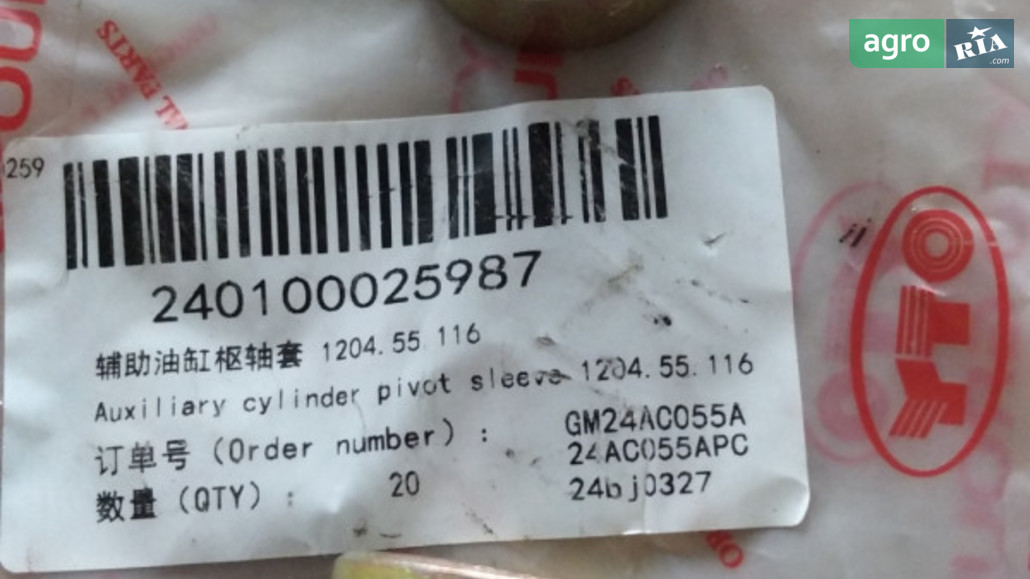 agro RIA
.com
259
240100025987
辅助油缸枢轴套 1204.55.116
Auxiliary cylinder pivot sleeve 1204.55.116
订单号（Order number）： GM24AC055A
24AC055APC
数量（QTY）： 20 24bj0327
YTO